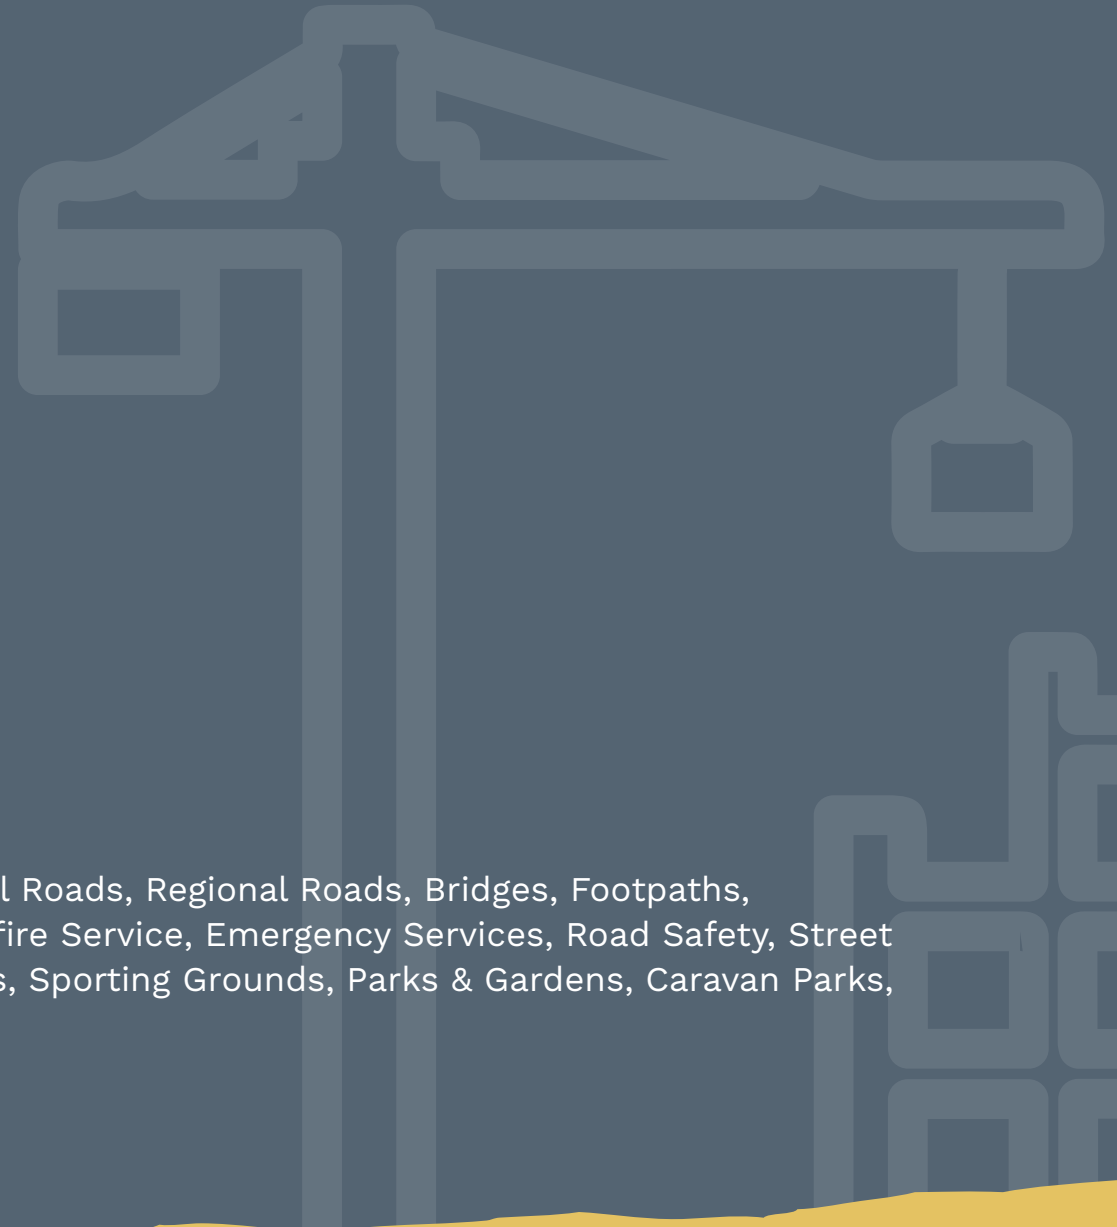 l Roads, Regional Roads, Bridges, Footpaths,
fire Service, Emergency Services, Road Safety, Street
s, Sporting Grounds, Parks & Gardens, Caravan Parks,